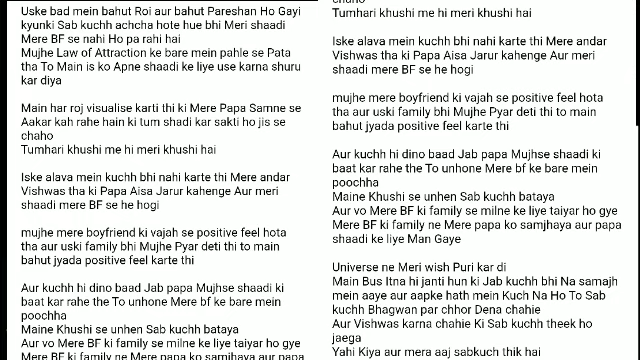 Uske bad mein bahut Roi aur bahut Pareshan Ho Gayi
kyunki Sab kuchh achcha hote hue bhi Meri shaadi
Mere BF se nahi Ho pa rahi hai
Mujhe Law of Attraction ke bare mein pahle se Pata
tha To Main is ko Apne shaadi ke liye use karna shuru
kar diya
Main har roj visualise karti thi ki Mere Papa Samne se
Aakar kah rahe hain ki tum shadi kar sakti ho jis se
chaho
Tumhari khushi me hi meri khushi hai
Iske alava mein kuchh bhi nahi karte thi Mere andar
Vishwas tha ki Papa Aisa Jarur kahenge Aur meri
shaadi mere BF se he hogi
mujhe mere boyfriend ki vajah se positive feel hota
tha aur uski family bhi Mujhe Pyar deti thi to main
bahut jyada positive feel karte thi
Aur kuchh hi dino baad Jab papa Mujhse shaadi ki
baat kar rahe the To unhone Mere bf ke bare mein
poochha
Maine Khushi se unhen Sab kuchh bataya
Aur vo Mere BF ki family se milne ke liye taiyar ho gye
Mere BF ki family ne Mere papa ko samjhaya aur papa
chaho
Tumhari khushi me hi meri khushi hai
Iske alava mein kuchh bhi nahi karte thi Mere andar
Vishwas tha ki Papa Aisa Jarur kahenge Aur meri
shaadi mere BF se he hogi
mujhe mere boyfriend ki vajah se positive feel hota
tha aur uski family bhi Mujhe Pyar deti thi to main
bahut jyada positive feel karte thi
Aur kuchh hi dino baad Jab papa Mujhse shaadi ki
baat kar rahe the To unhone Mere bf ke bare mein
poochha
Maine Khushi se unhen Sab kuchh bataya
Aur vo Mere BF ki family se milne ke liye taiyar ho gye
Mere BF ki family ne Mere papa ko samjhaya aur papa
shaadi ke liye Man Gaye
Universe ne Meri wish Puri kar di
Main Bus Itna hi janti hun ki Jab kuchh bhi Na samajh
mein aaye aur aapke hath mein Kuch Na Ho To Sab
kuchh Bhagwan par chhor Dena chahie
Aur Vishwas karna chahie Ki Sab kuchh theek ho
jaega
Yahi Kiya aur mera aaj sabkuch thik hai